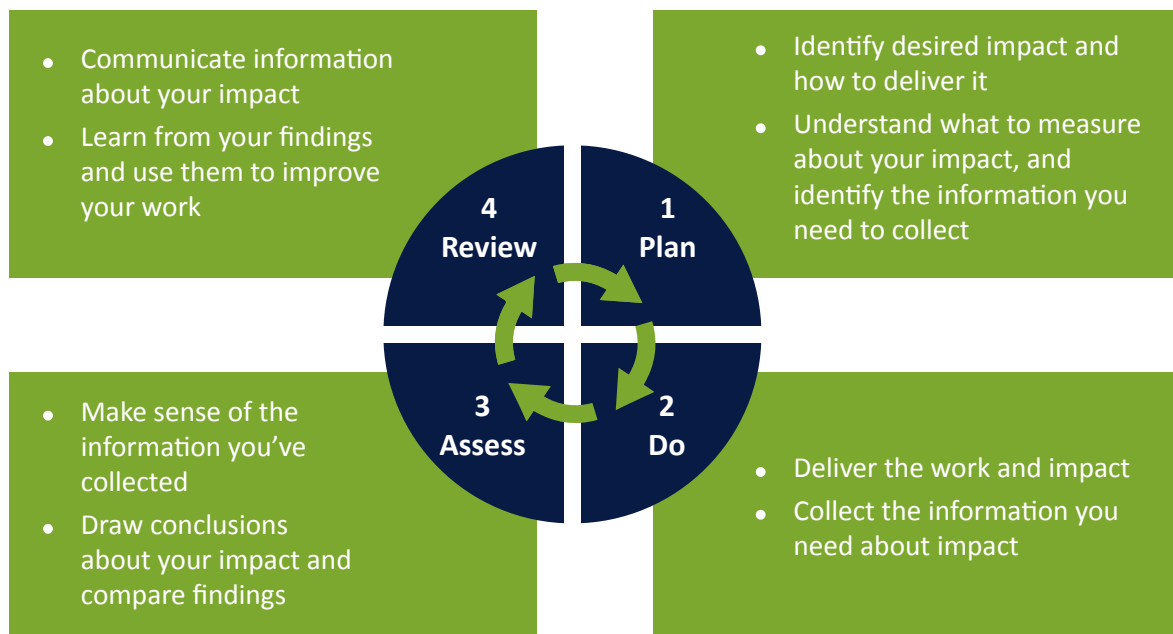 Communicate information
about your impact
Learn from your findings
and use them to improve
your work
Identify desired impact and
how to deliver it
Understand what to measure
about your impact, and
identify the information you
need to collect
4
Review
1
Plan
3
Assess
2
Do
Make sense of the
information you’ve
collected
Draw conclusions
about your impact and
compare findings
Deliver the work and impact
Collect the information you
need about impact